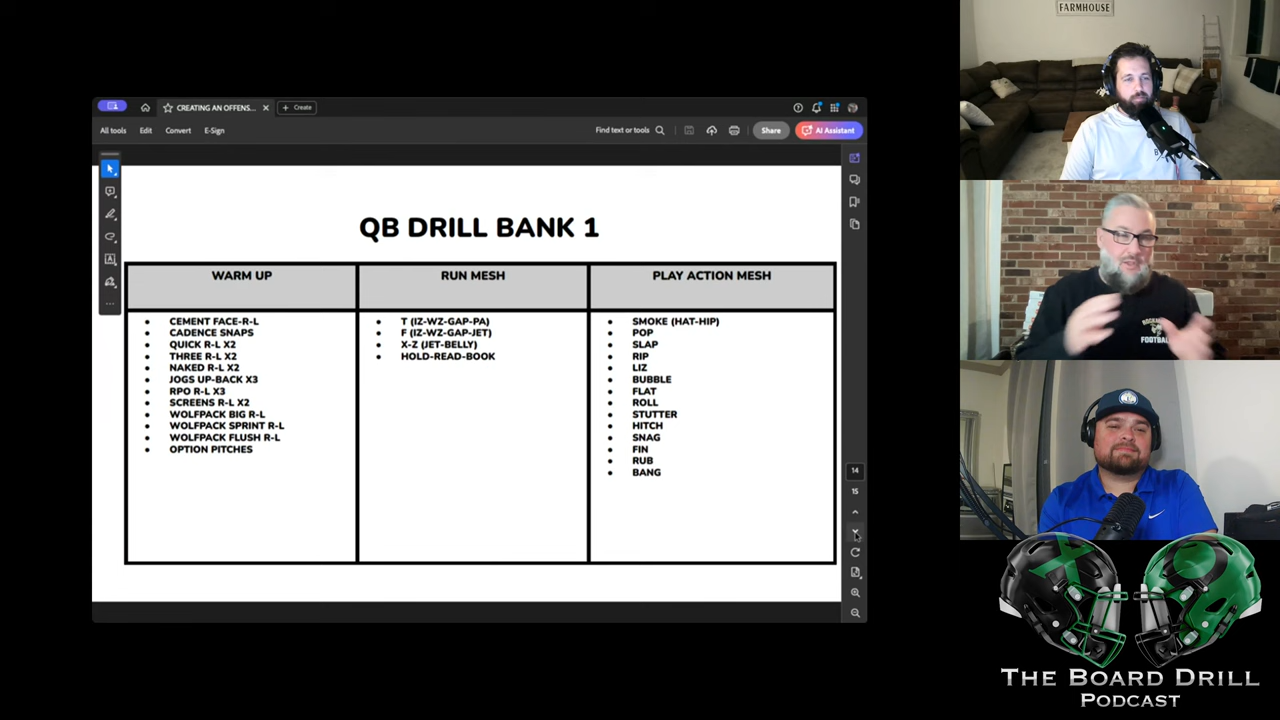 CREATING AN OFFENS...
Create
All tools
Edit
Convert
E-Sign
Find text or tools
Share
AI Assistant
QB DRILL BANK 1
WARM UP
CEMENT FACE-R-L
CADENCE SNAPS
QUICK R-L X2
THREE R-L X2
NAKED R-L X2
JOGS UP-BACK X3
RPO R-L X3
SCREENS R-L X2
WOLFPACK BIG R-L
WOLFPACK SPRINT R-L
WOLFPACK FLUSH R-L
OPTION PITCHES
RUN MESH
T (IZ-WZ-GAP-PA)
F (IZ-WZ-GAP-JET)
X-Z (JET-BELLY)
HOLD-READ-BOOK
PLAY ACTION MESH
SMOKE (HAT-HIP)
POP
SLAP
RIP
LIZ
BUBBLE
FLAT
ROLL
STUTTER
HITCH
SNAG
FIN
RUB
BANG
14
15
FARMHOUSE
FOOTBALL
THE BOARD DRILL
PODCAST